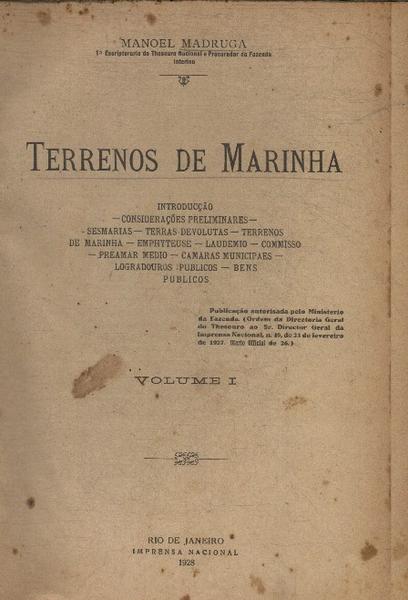 MANOEL MADRUGA
1º Escripturario do Thesouro Nacional e Procurador da Fazenda
interino
TERRENOS DE MARINHA
INTRODUCÇÃO
—CONSIDERAÇÕES PRELIMINARES—
SESMARIAS — TERRAS DEVOLUTAS — TERRENOS
DE MARINHA — EMPHYTEUSE — LAUDEMIO — COMMISSO
— PREAMAR MEDIO — CAMARAS MUNICIPAES —
LOGRADOUROS PUBLICOS — BENS
PUBLICOS
Publicação autorisada pelo Ministerio
da Fazenda. (Ordem da Directoria Geral
do Thesouro ao Sr. Director Geral da
Imprensa Nacional, n. 49, de 23 de fevereiro
de 1927. Diario Official de 26.)
VOLUME I
RIO DE JANEIRO
IMPRENSA NACIONAL
1928